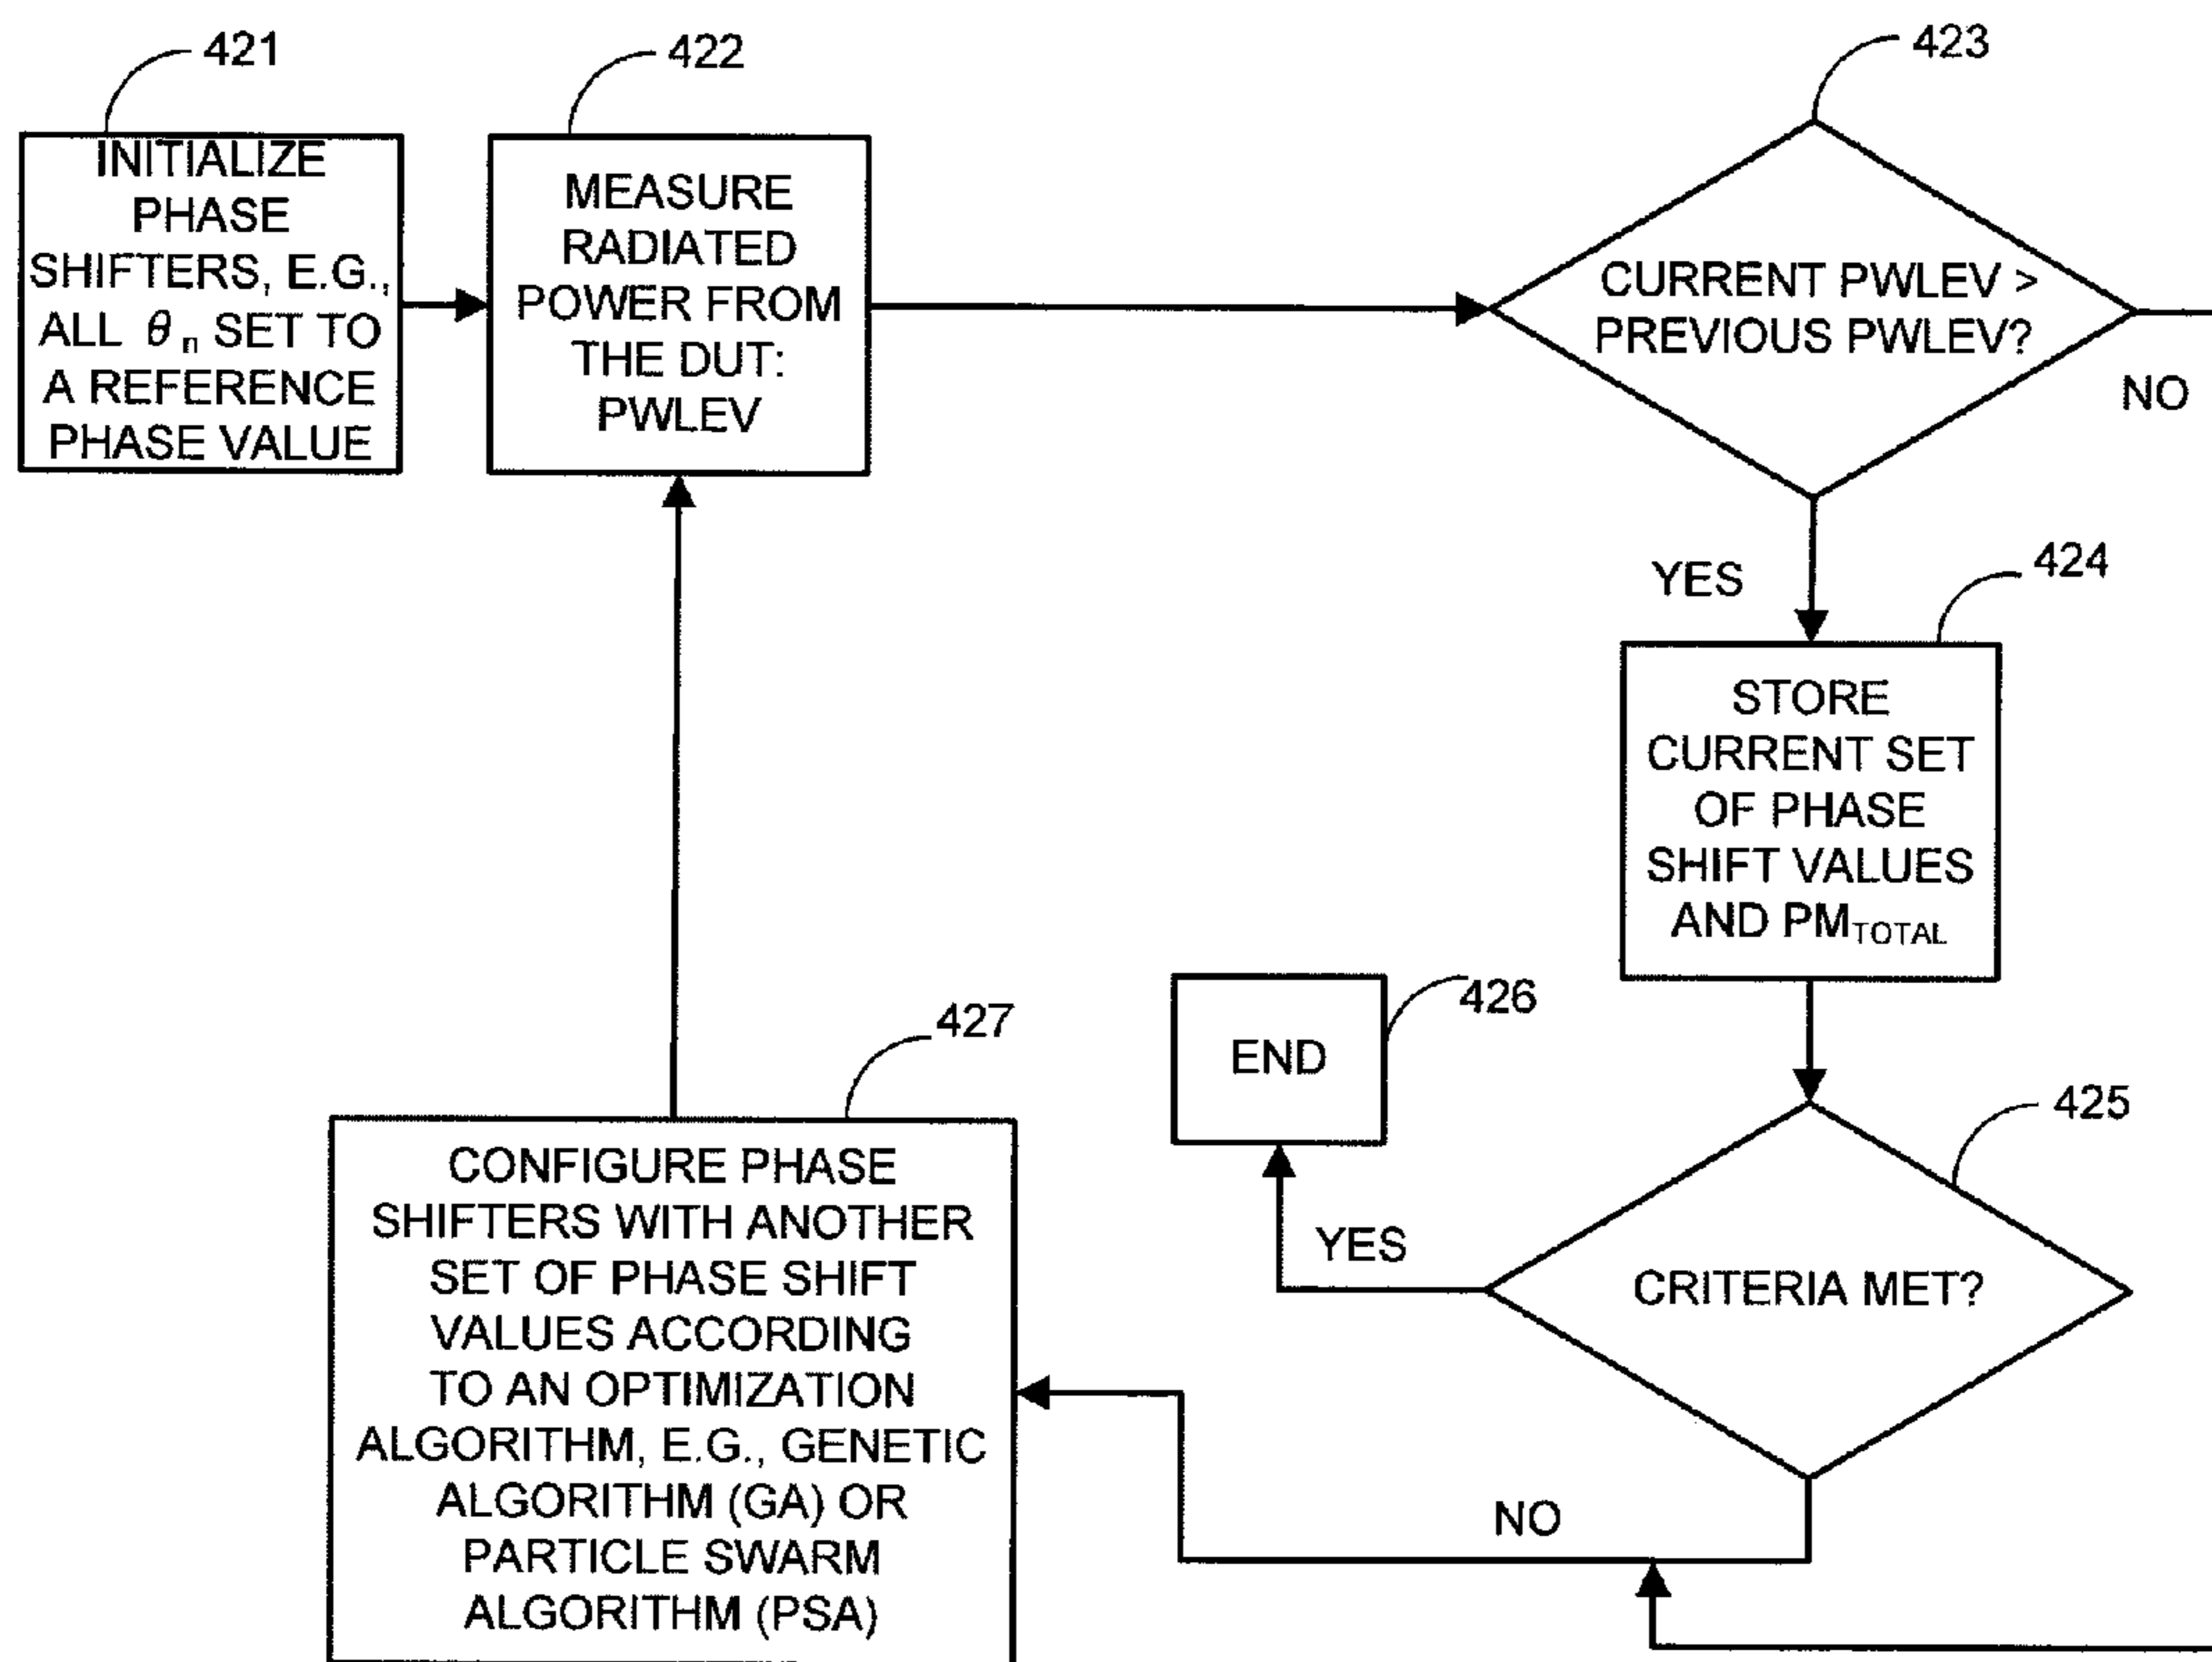 421
INITIALIZE
PHASE
SHIFTERS, E.G.,
ALL θn SET TO
A REFERENCE
PHASE VALUE
422
MEASURE
RADIATED
POWER FROM
THE DUT:
PWLEV
423
CURRENT PWLEV >
PREVIOUS PWLEV?
NO
YES
424
STORE
CURRENT SET
OF PHASE
SHIFT VALUES
AND PMTOTAL
425
CRITERIA MET?
YES
426
END
NO
427
CONFIGURE PHASE
SHIFTERS WITH ANOTHER
SET OF PHASE SHIFT
VALUES ACCORDING
TO AN OPTIMIZATION
ALGORITHM, E.G., GENETIC
ALGORITHM (GA) OR
PARTICLE SWARM
ALGORITHM (PSA)